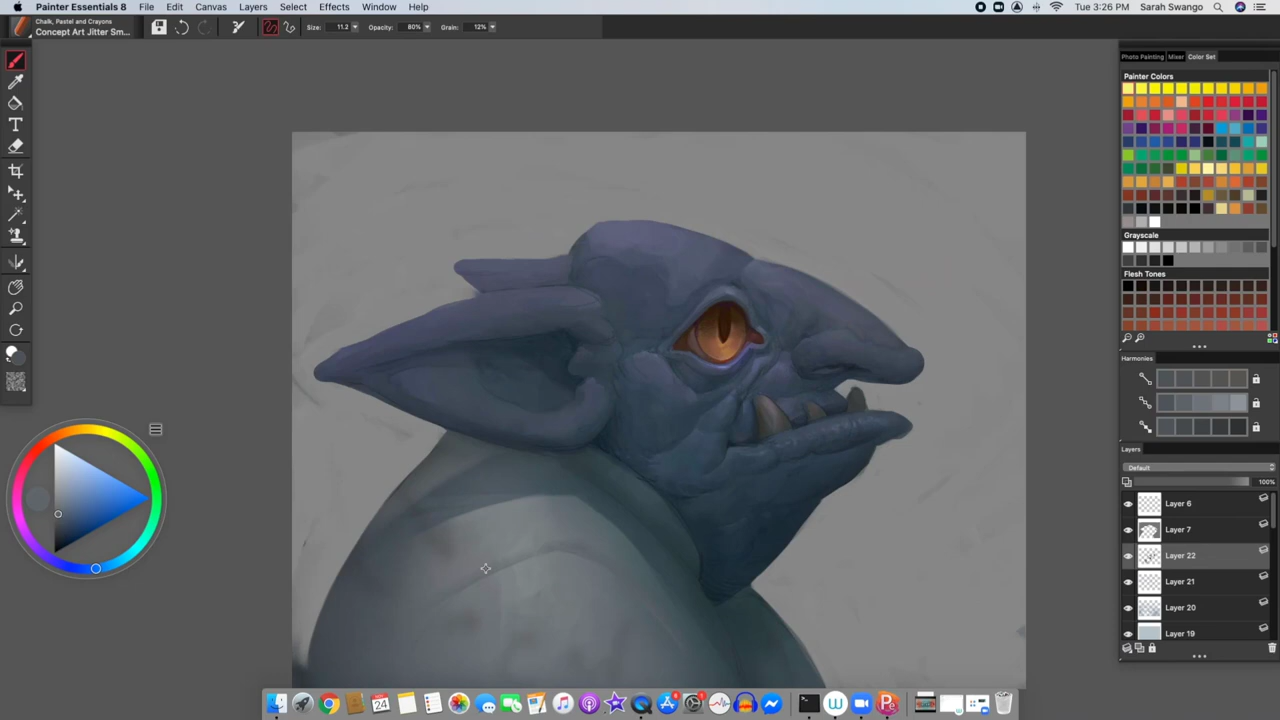 Painter Essentials 8 File Edit Canvas Layers Select Effects Window Help Tue 3:26 PM Sarah Swango
Chalk, Pastel and Crayons
Concept Art Jitter Sm...
Size: 11.2 Opacity: 80% Grain: 12%
Photo Painting Mixer Color Set
Painter Colors
Grayscale
Flesh Tones
Harmonies
Layers
Default
100%
Layer 6
Layer 7
Layer 22
Layer 21
Layer 20
Layer 19